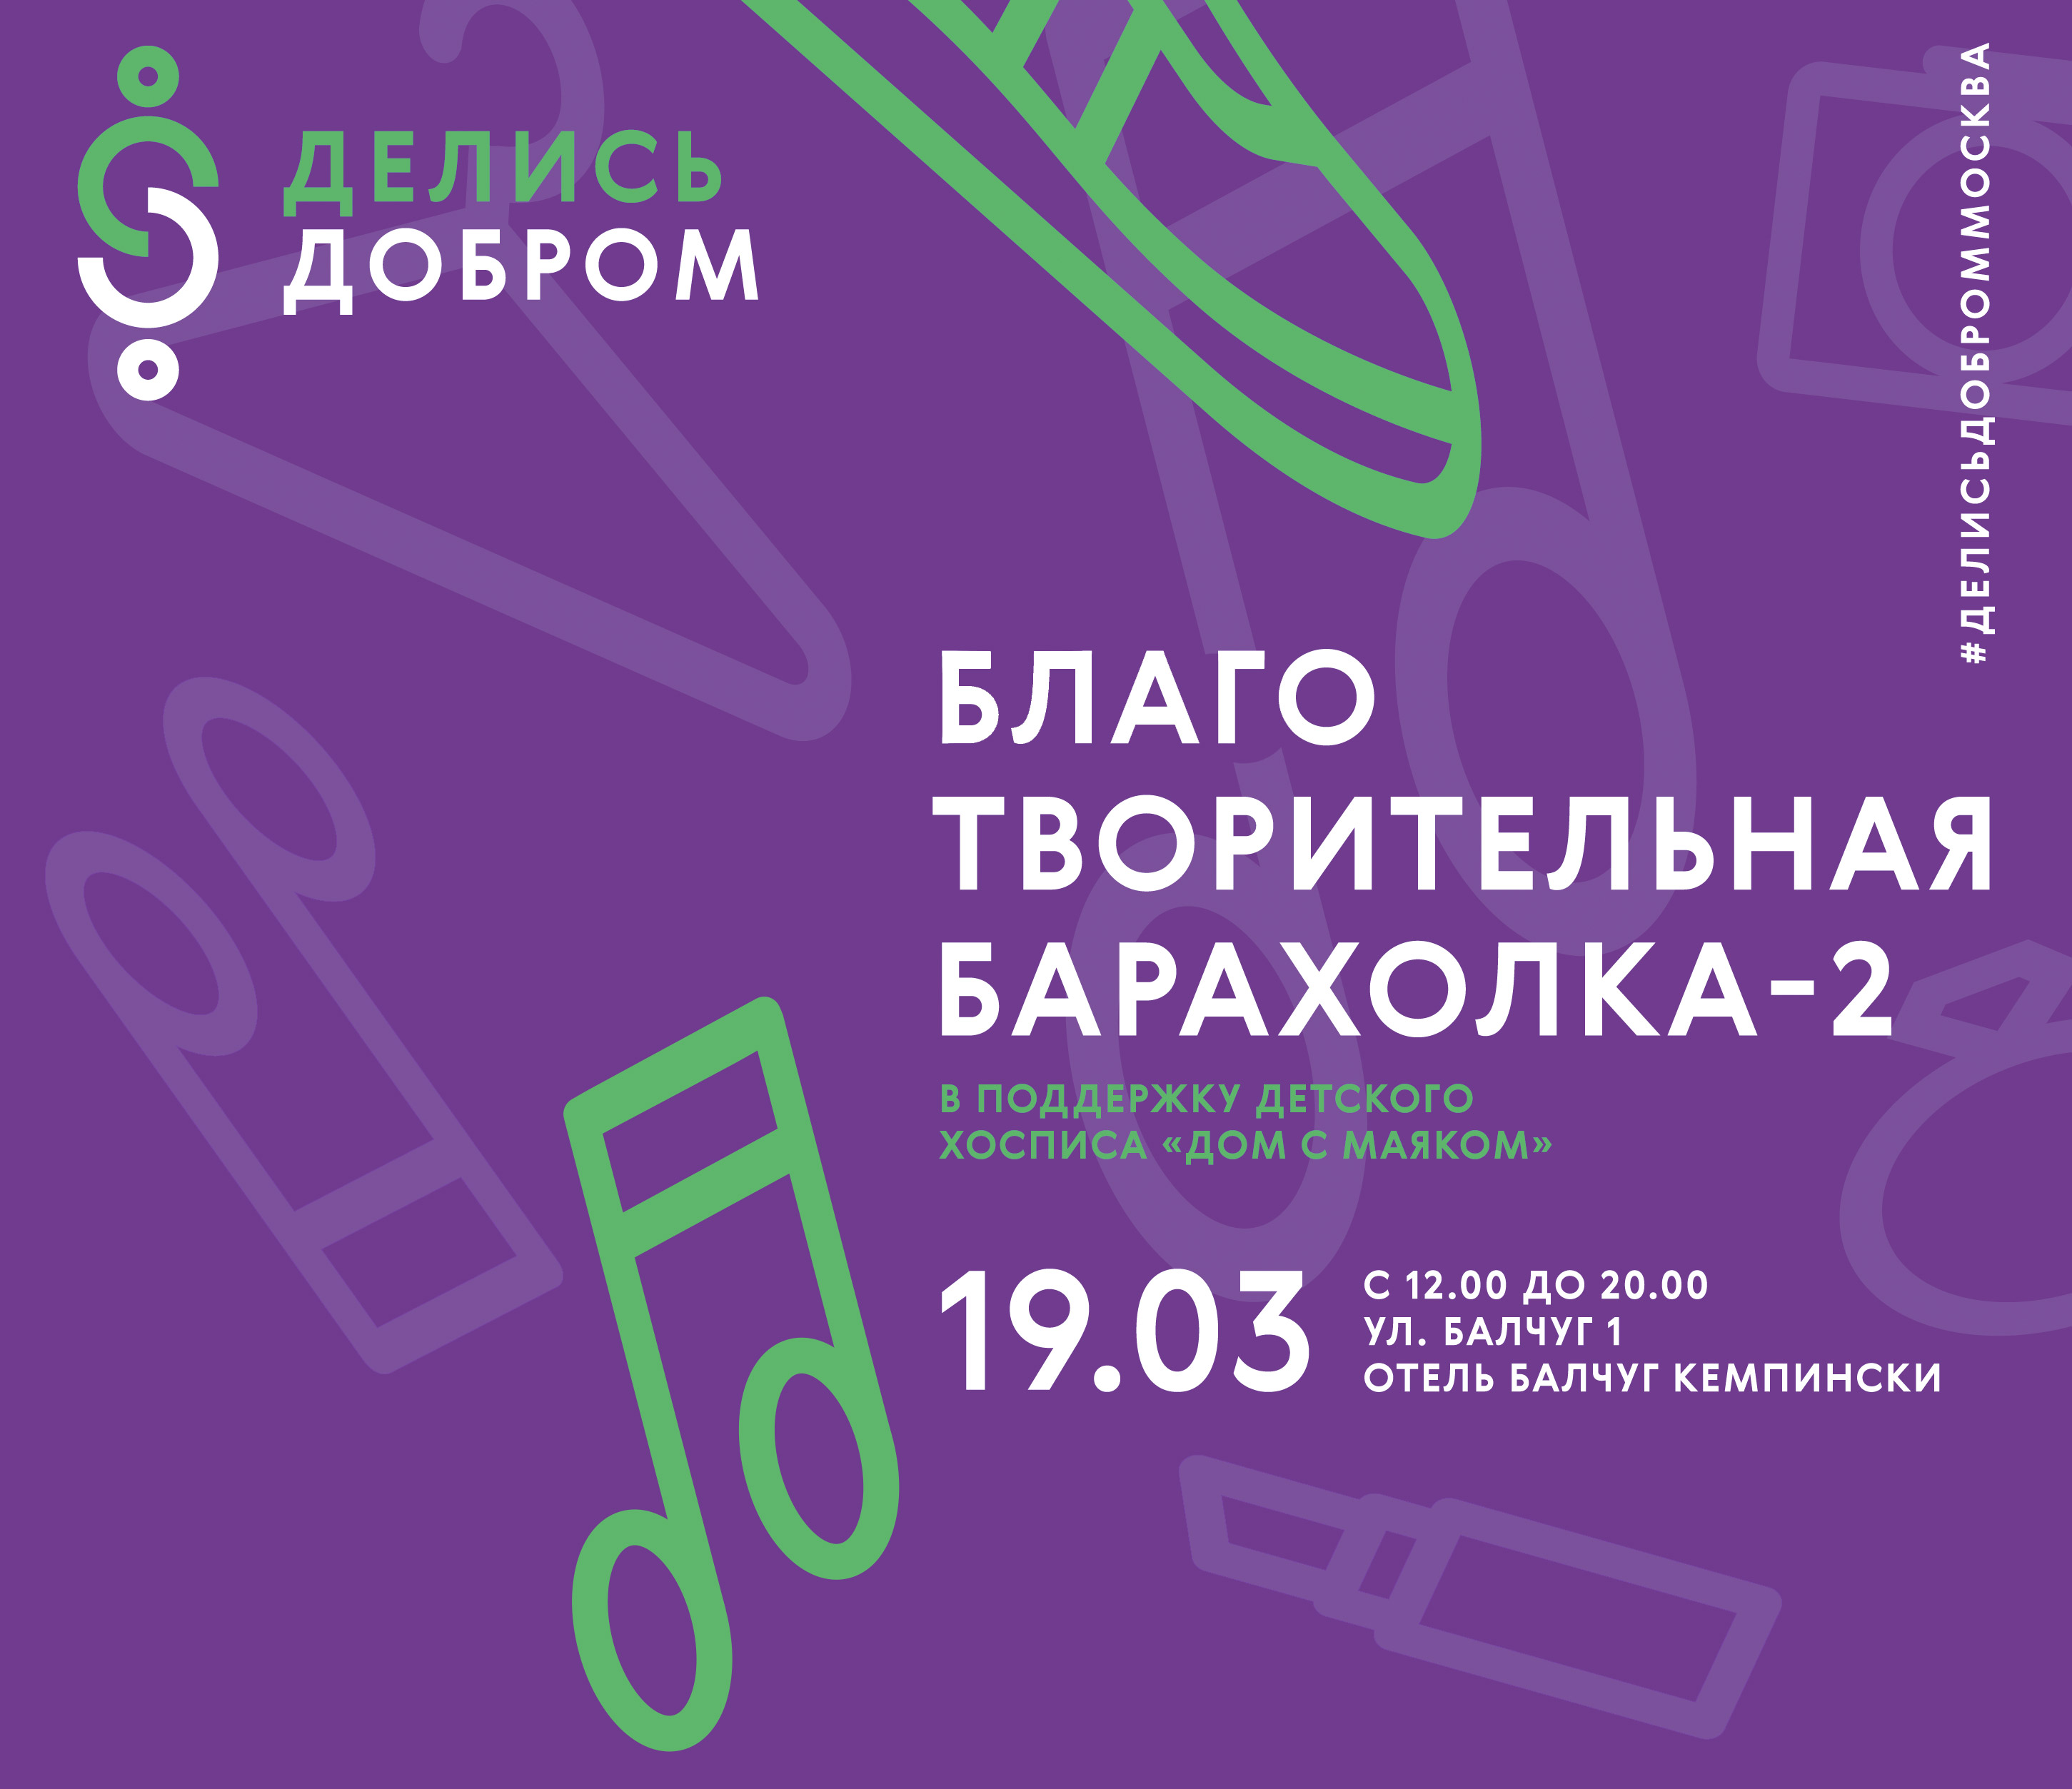 ДЕЛИСЬ
ДОБРОМ
#ДЕЛИСЬДОБРОММОСКВА
БЛАГО
ТВОРИТЕЛЬНАЯ
БАРАХОЛКА-2
В ПОДДЕРЖКУ ДЕТСКОГО
ХОСПИСА «ДОМ С МАЯКОМ»
19.03
С 12.00 ДО 20.00
УЛ. БАЛЧУГ 1
ОТЕЛЬ БАЛЧУГ КЕМПИНСКИ